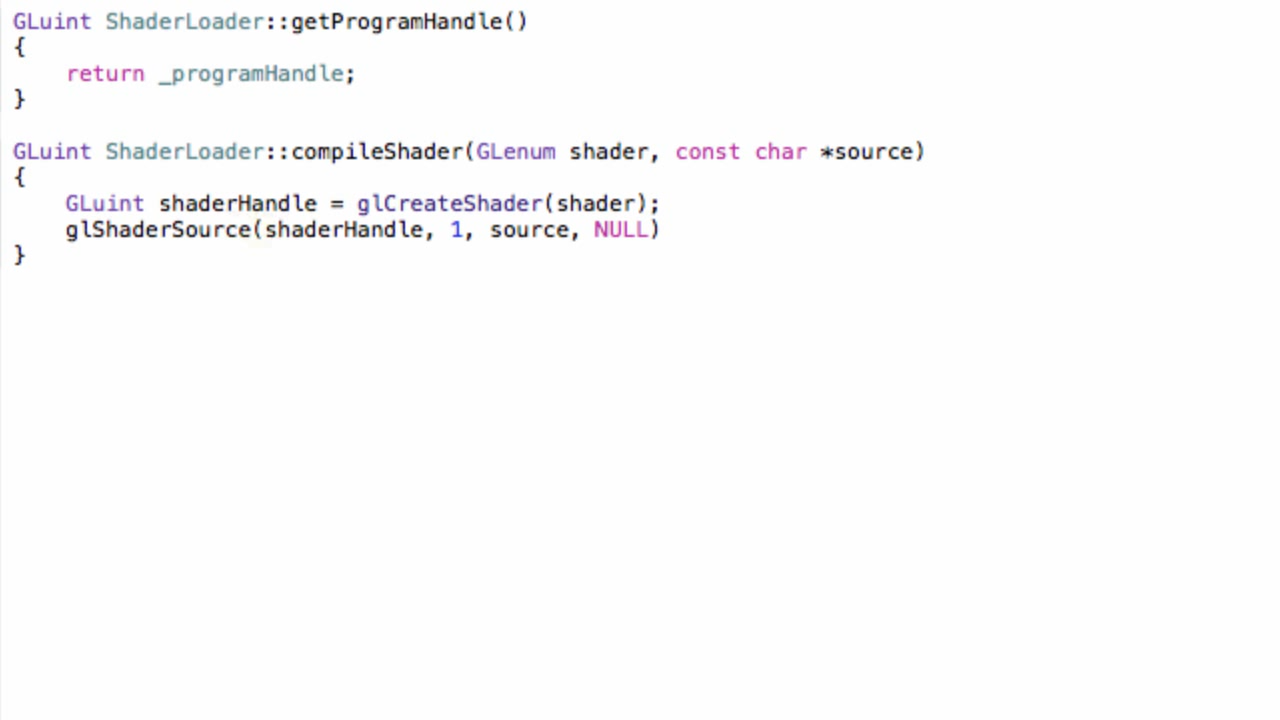 GLuint ShaderLoader::getProgramHandle()
{
    return _programHandle;
}

GLuint ShaderLoader::compileShader(GLenum shader, const char *source)
{
    GLuint shaderHandle = glCreateShader(shader);
    glShaderSource(shaderHandle, 1, source, NULL)
}